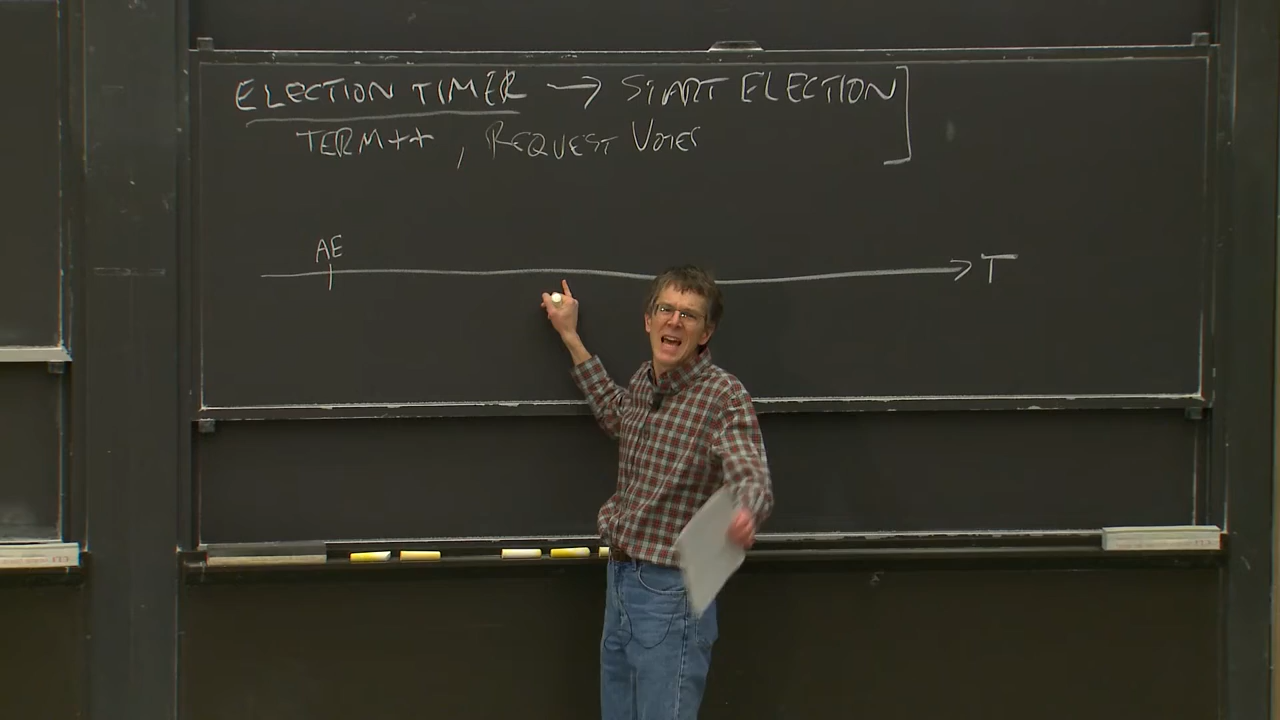 ELECTION TIMER → START ELECTION]
TERM++, REQUEST VOTES
AE
T